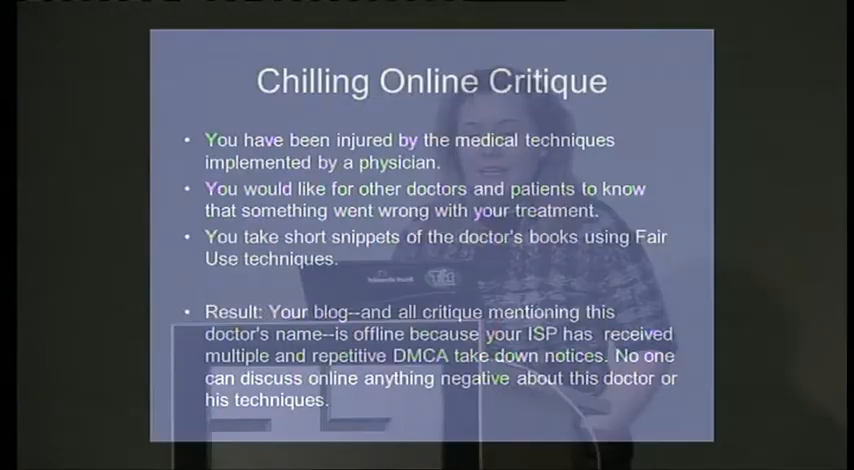 Chilling Online Critique
• You have been injured by the medical techniques
implemented by a physician.
• You would like for other doctors and patients to know
that something went wrong with your treatment.
• You take short snippets of the doctor's books using Fair
Use techniques.
• Result: Your blog--and all critique mentioning this
doctor's name--is offline because your ISP has received
multiple and repetitive DMCA take down notices. No one
can discuss online anything negative about this doctor or
his techniques.